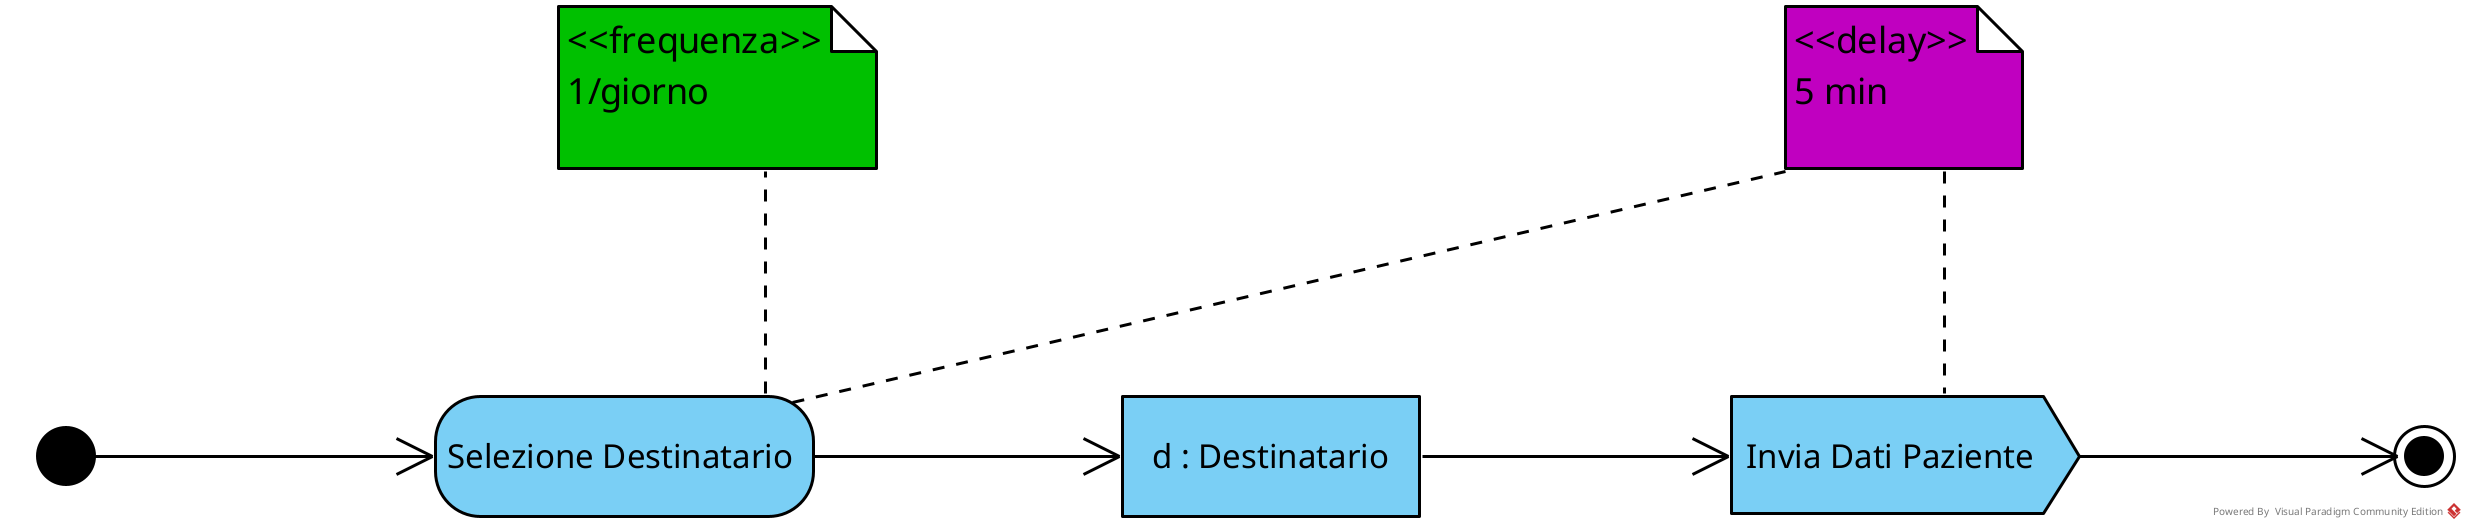 <<frequenza>>
1/giorno
<<delay>>
5 min
Selezione Destinatario
d : Destinatario
Invia Dati Paziente
Powered By Visual Paradigm Community Edition